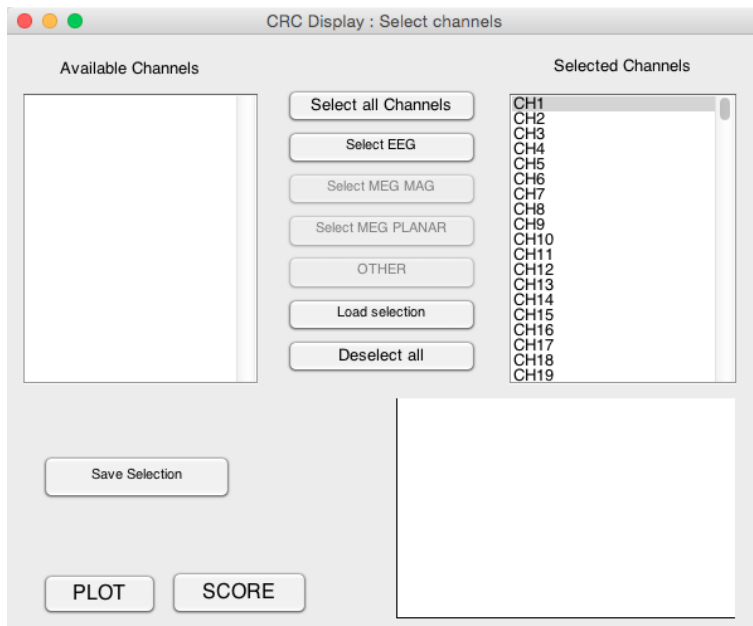 CRC Display : Select channels
Available Channels
Selected Channels
Select all Channels
Select EEG
Select MEG MAG
Select MEG PLANAR
OTHER
Load selection
Deselect all
CH1
CH2
CH3
CH4
CH5
CH6
CH7
CH8
CH9
CH10
CH11
CH12
CH13
CH14
CH15
CH16
CH17
CH18
CH19
Save Selection
PLOT
SCORE